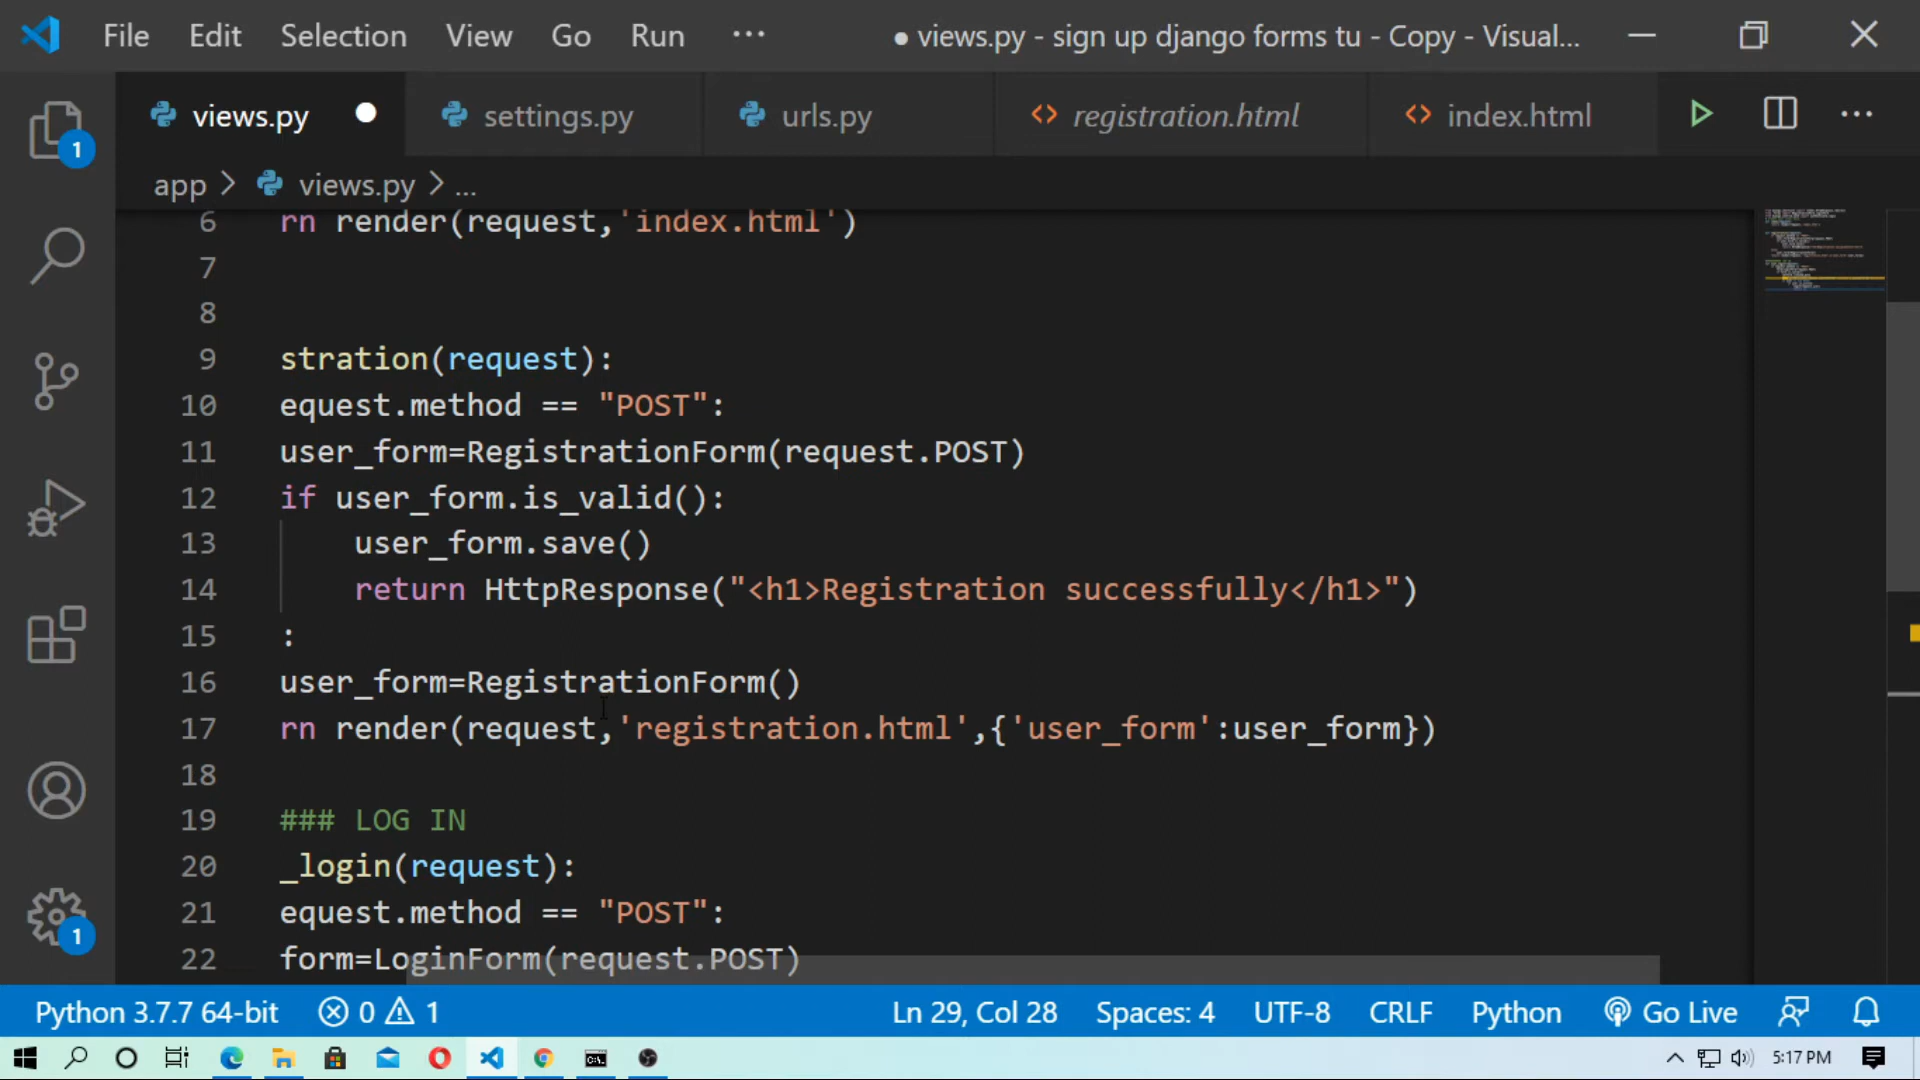 File Edit Selection View Go Run ··· ● views.py - sign up django forms tu - Copy - Visual...
views.py settings.py urls.py registration.html index.html
1
app > views.py > ...
6 rn render(request,'index.html')
7
8
9 stration(request):
10 equest.method == "POST":
11 user_form=RegistrationForm(request.POST)
12 if user_form.is_valid():
13 user_form.save()
14 return HttpResponse("<h1>Registration successfully</h1>")
15 :
16 user_form=RegistrationForm()
17 rn render(request,'registration.html',{'user_form':user_form})
18
19 ### LOG IN
20 _login(request):
21 equest.method == "POST":
1
22 form=LoginForm(request.POST)
Python 3.7.7 64-bit 0 1 Ln 29, Col 28 Spaces: 4 UTF-8 CRLF Python Go Live
5:17 PM